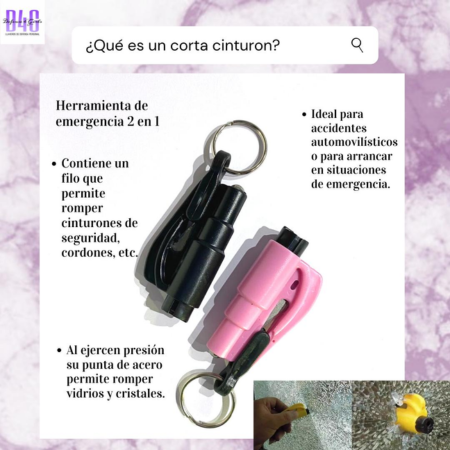 B4G
¿Qué es un corta cinturon?
Herramienta de
emergencia 2 en 1
• Contiene un
filo que
permite
romper
cinturones de
seguridad,
cordones, etc.
• Ideal para
accidentes
automovilísticos
o para arrancar
en situaciones
de emergencia.
• Al ejercen presión
su punta de acero
permite romper
vidrios y cristales.